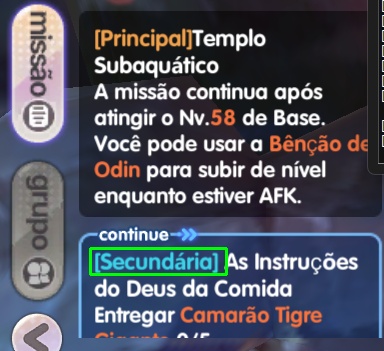 missão
[Principal]Templo
Subaquático
A missão continua após
atingir o Nv.58 de Base.
Você pode usar a Bênção de
Odin para subir de nível
enquanto estiver AFK.
grupo
continue
[Secundária] As Instruções
do Deus da Comida
Entregar Camarão Tigre
Gigante 0/5